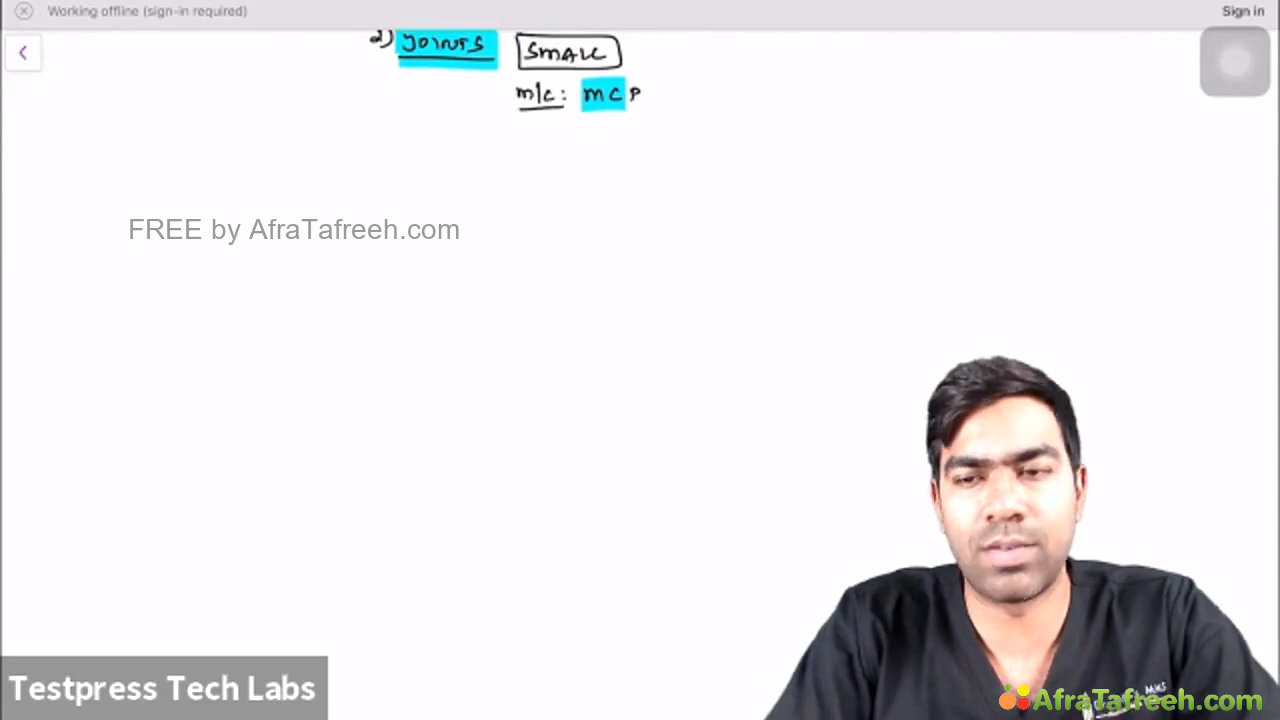 Working offline (sign-in required)
Sign in
2) JOINTS SMALL
m/c: MCP
FREE by AfraTafreeh.com
Testpress Tech Labs
MMS
AfraTafreeh.com